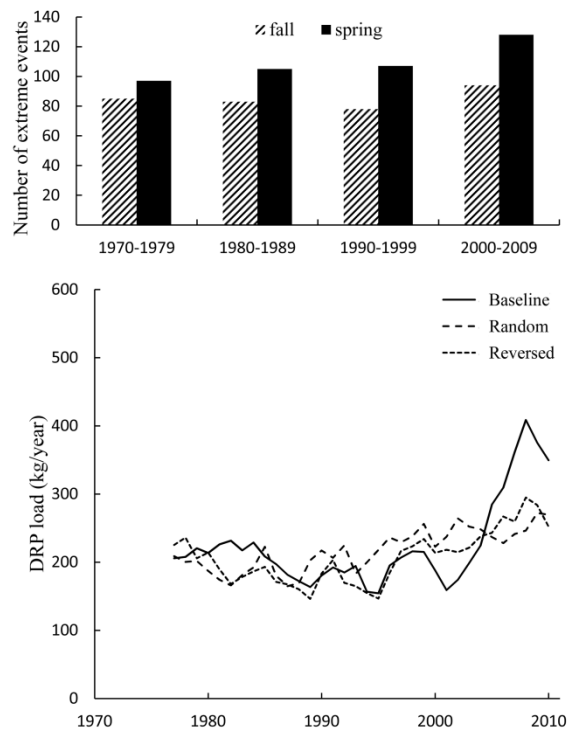 Number of extreme events
140
120
100
80
60
40
20
0
fall spring
1970-1979 1980-1989 1990-1999 2000-2009
DRP load (kg/year)
600
500
400
300
200
100
0
Baseline
Random
Reversed
1970 1980 1990 2000 2010